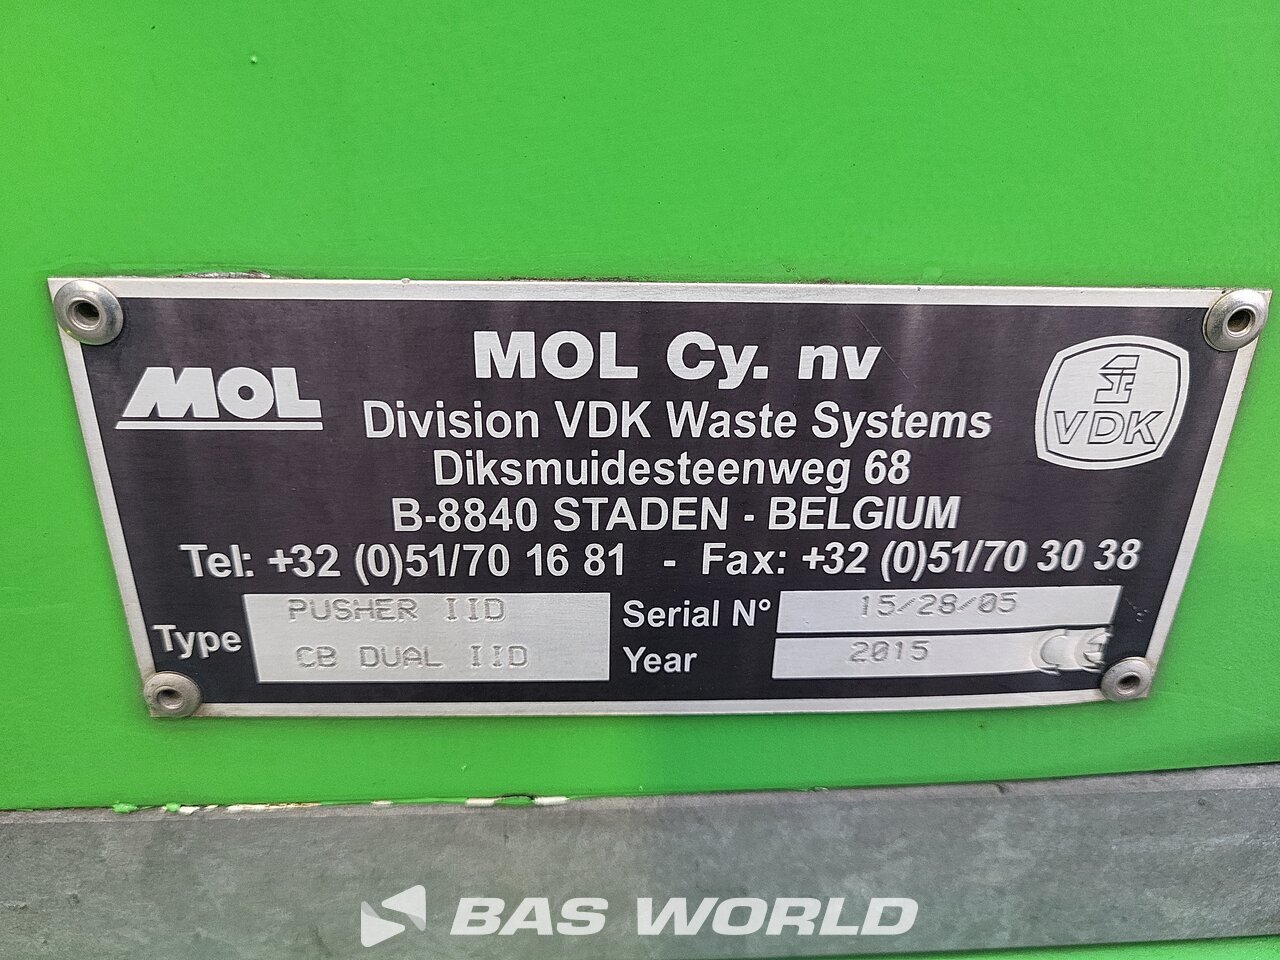 MOL
MOL Cy. nv
VDK
Division VDK Waste Systems
Diksmuidesteenweg 68
B-8840 STADEN - BELGIUM
Tel: +32 (0)51/70 16 81 - Fax: +32 (0)51/70 30 38
Type
PUSHER IID
CB DUAL IID
Serial N° 15/28/05
Year 2015 CE
BAS WORLD